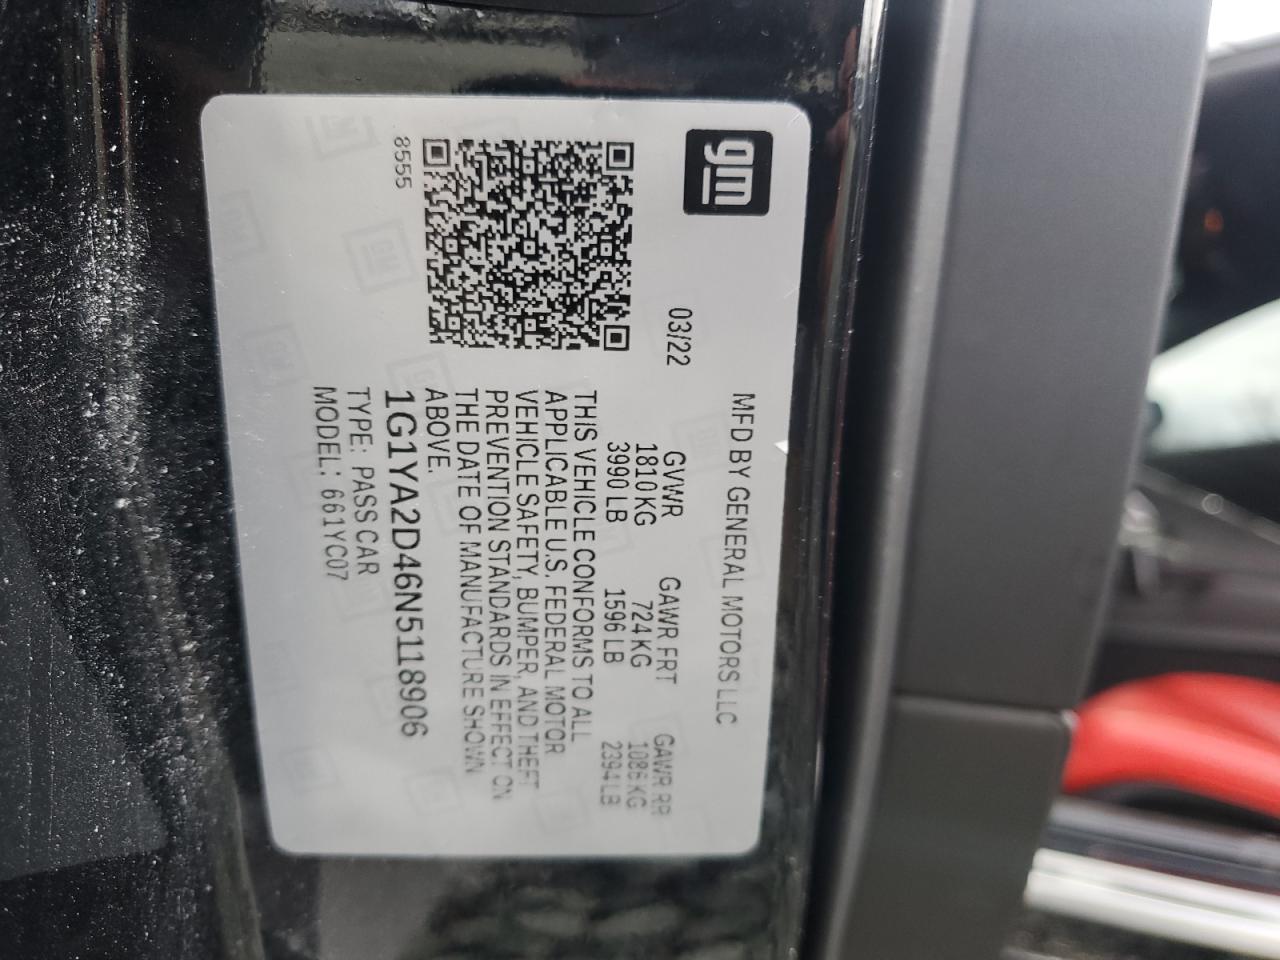 gm
MFD BY GENERAL MOTORS LLC
03/22
GVWR GAWR FRT GAWR RR
1810 KG 724 KG 1086 KG
3990 LB 1596 LB 2394 LB
THIS VEHICLE CONFORMS TO ALL
APPLICABLE U.S. FEDERAL MOTOR
VEHICLE SAFETY, BUMPER, AND THEFT
PREVENTION STANDARDS IN EFFECT ON
THE DATE OF MANUFACTURE SHOWN
ABOVE.
8555
1G1YA2D46N5118906
TYPE: PASS CAR
MODEL: 661YC07